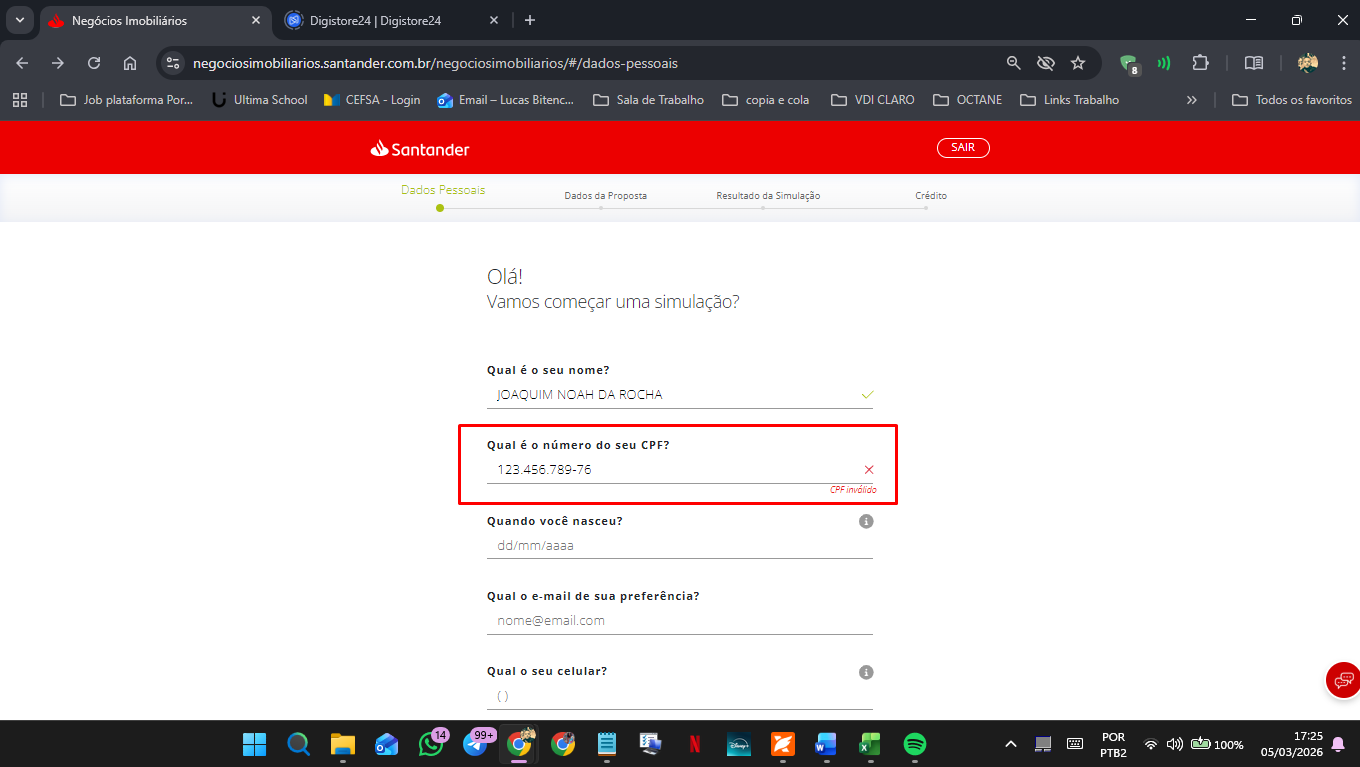 Negócios Imobiliários
Digistore24 | Digistore24
negociosimobiliarios.santander.com.br/negociosimobiliarios/#/dados-pessoais
8
Job plataforma Por...
Ultima School
CEFSA - Login
Email – Lucas Bitenc...
Sala de Trabalho
copia e cola
VDI CLARO
OCTANE
Links Trabalho
Todos os favoritos
Santander
SAIR
Dados Pessoais
Dados da Proposta
Resultado da Simulação
Crédito
Olá!
Vamos começar uma simulação?
Qual é o seu nome?
JOAQUIM NOAH DA ROCHA
Qual é o número do seu CPF?
123.456.789-76
CPF inválido
Quando você nasceu?
dd/mm/aaaa
Qual o e-mail de sua preferência?
nome@email.com
Qual o seu celular?
( )
14
99+
N
Disney+
W
X
POR
PTB2
100%
17:25
05/03/2026